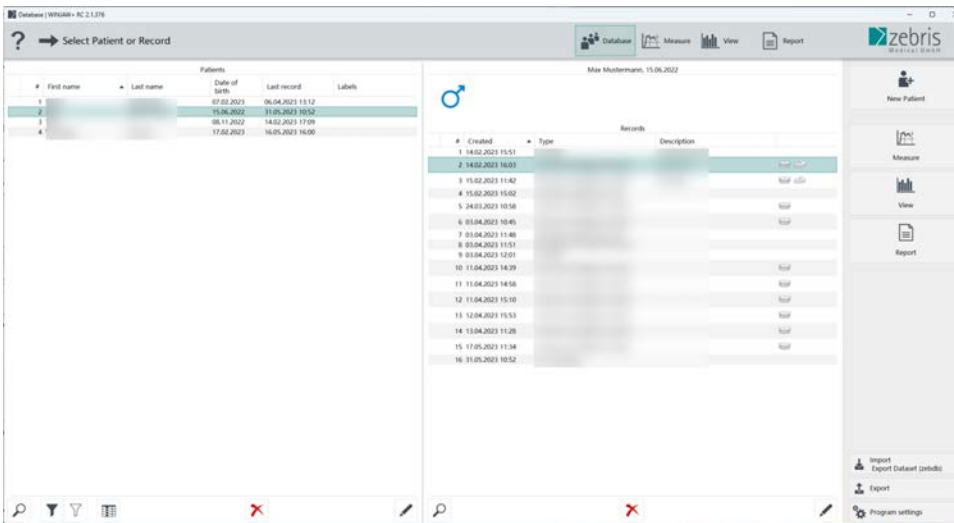 Database | WINJAW+ RC 2.1.376
? Select Patient or Record
Database Measure View Report
zebris
Medical GmbH
Patients
# First name Last name Date of birth Last record Labels
1 07.02.2023 06.04.2023 13:12
2 15.06.2022 31.05.2023 10:52
3 08.11.2022 14.02.2023 17:09
4 17.02.2023 16.05.2023 16:00
Max Mustermann, 15.06.2022
Records
# Created Type Description
1 14.02.2023 15:51
2 14.02.2023 16:03
3 15.02.2023 11:42
4 15.02.2023 15:02
5 24.03.2023 10:58
6 03.04.2023 10:45
7 03.04.2023 11:48
8 03.04.2023 11:51
9 03.04.2023 12:01
10 11.04.2023 14:39
11 11.04.2023 14:58
12 11.04.2023 15:10
13 12.04.2023 15:53
14 13.04.2023 11:28
15 17.05.2023 11:34
16 31.05.2023 10:52
New Patient
Measure
View
Report
Import
Export Dataset (zebdb)
Export
Program settings